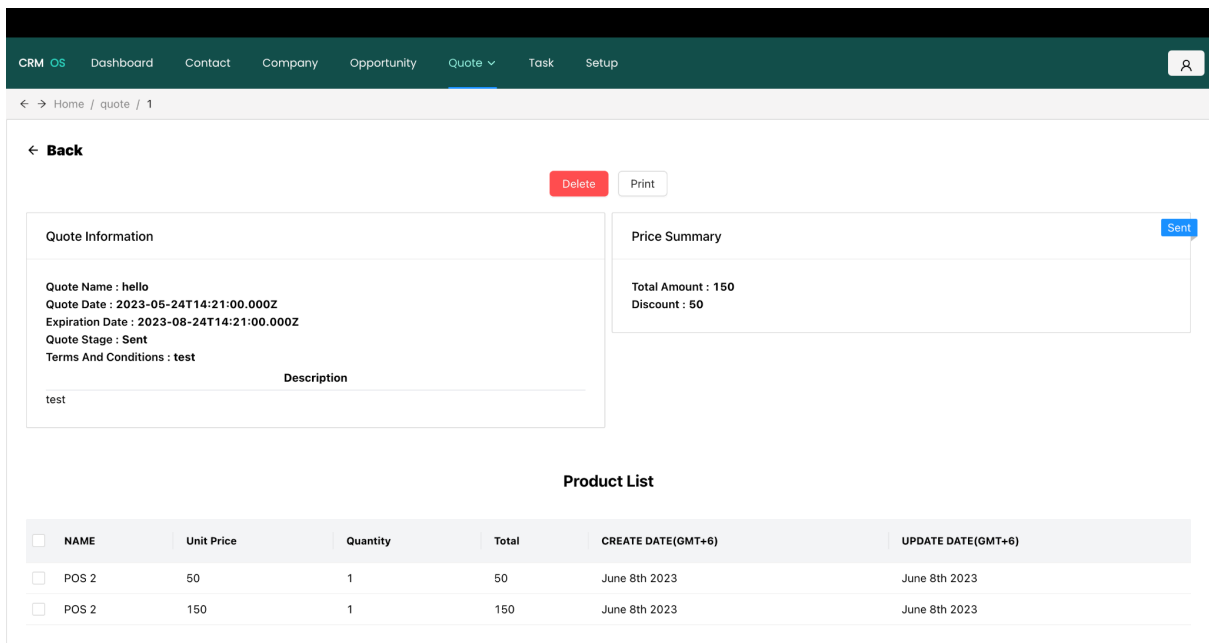 CRM OS Dashboard Contact Company Opportunity Quote Task Setup
Home / quote / 1
Back
Delete Print
Quote Information
Quote Name : hello
Quote Date : 2023-05-24T14:21:00.000Z
Expiration Date : 2023-08-24T14:21:00.000Z
Quote Stage : Sent
Terms And Conditions : test
Description
test
Price Summary
Sent
Total Amount : 150
Discount : 50
Product List
NAME Unit Price Quantity Total CREATE DATE(GMT+6) UPDATE DATE(GMT+6)
POS 2 50 1 50 June 8th 2023 June 8th 2023
POS 2 150 1 150 June 8th 2023 June 8th 2023